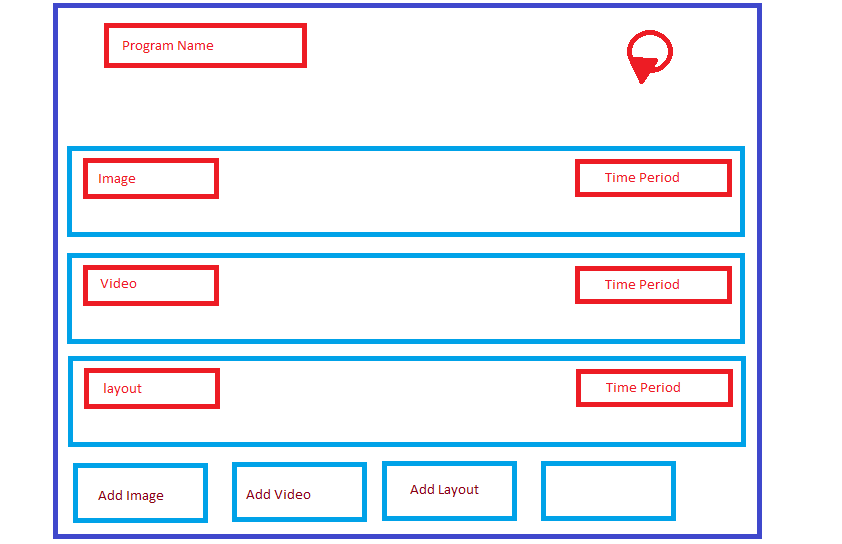 Program Name
Image
Time Period
Video
Time Period
layout
Time Period
Add Image
Add Video
Add Layout